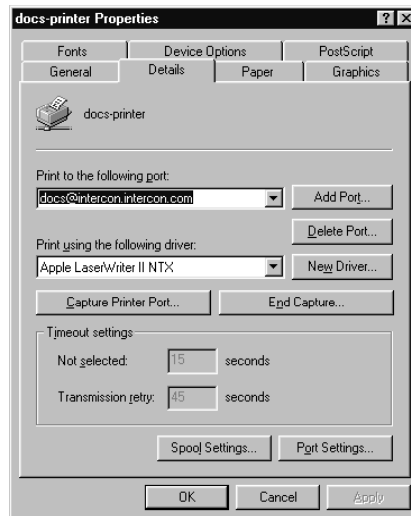 docs-printer Properties
Fonts Device Options PostScript
General Details Paper Graphics
docs-printer
Print to the following port:
docs@intercon.intercon.com Add Port...
Delete Port...
Print using the following driver:
Apple LaserWriter II NTX New Driver...
Capture Printer Port... End Capture...
Timeout settings
Not selected: 15 seconds
Transmission retry: 45 seconds
Spool Settings... Port Settings...
OK Cancel Apply